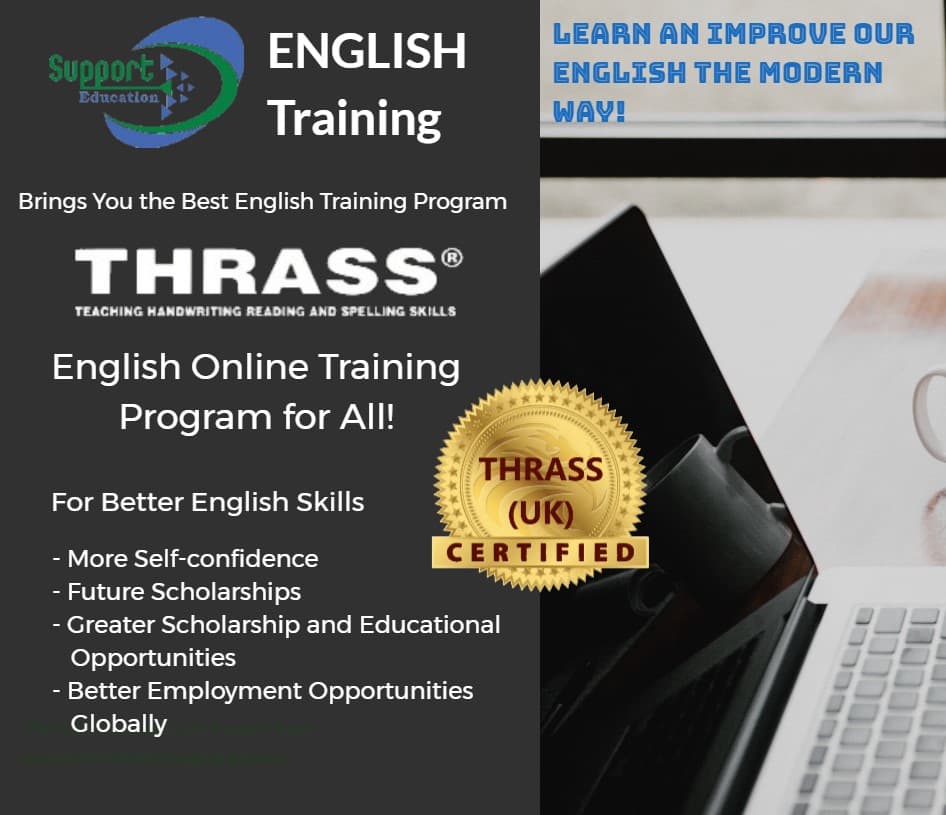 Support
Education
ENGLISH
Training
LEARN AN IMPROVE OUR
ENGLISH THE MODERN
WAY!
Brings You the Best English Training Program
THRASS®
TEACHING HANDWRITING READING AND SPELLING SKILLS
English Online Training
Program for All!
THRASS
(UK)
CERTIFIED
For Better English Skills
- More Self-confidence
- Future Scholarships
- Greater Scholarship and Educational
Opportunities
- Better Employment Opportunities
Globally